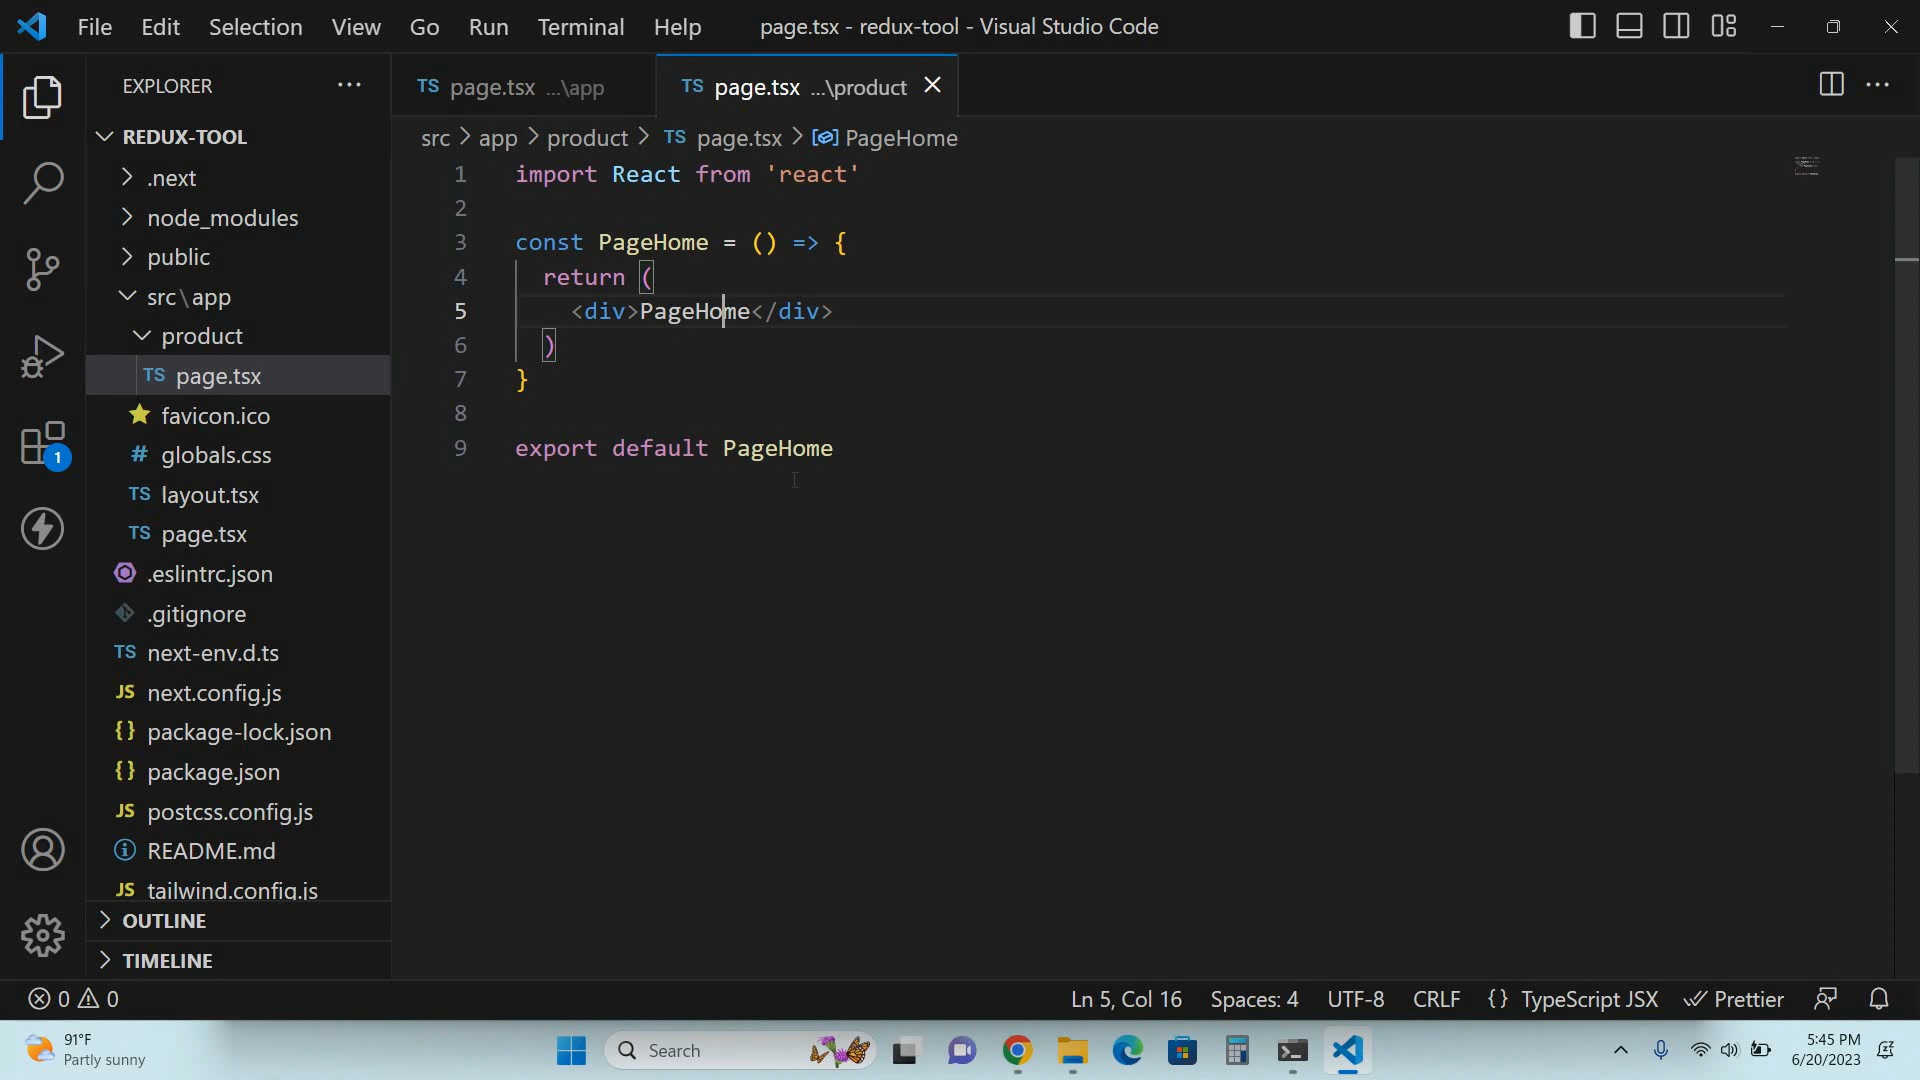 File Edit Selection View Go Run Terminal Help page.tsx - redux-tool - Visual Studio Code
EXPLORER
TS page.tsx ...\app
TS page.tsx ...\product
REDUX-TOOL
src app product TS page.tsx PageHome
.next
node_modules
public
src\app
product
TS page.tsx
favicon.ico
# globals.css
TS layout.tsx
TS page.tsx
.eslintrc.json
.gitignore
TS next-env.d.ts
JS next.config.js
{} package-lock.json
{} package.json
JS postcss.config.js
README.md
JS tailwind.config.js
OUTLINE
TIMELINE
1
1 import React from 'react'
2
3 const PageHome = () => {
4 return (
5 <div>PageHome</div>
6 )
7 }
8
9 export default PageHome
0 0 Ln 5, Col 16 Spaces: 4 UTF-8 CRLF {} TypeScript JSX Prettier
91°F
Partly sunny
Search
5:45 PM
6/20/2023